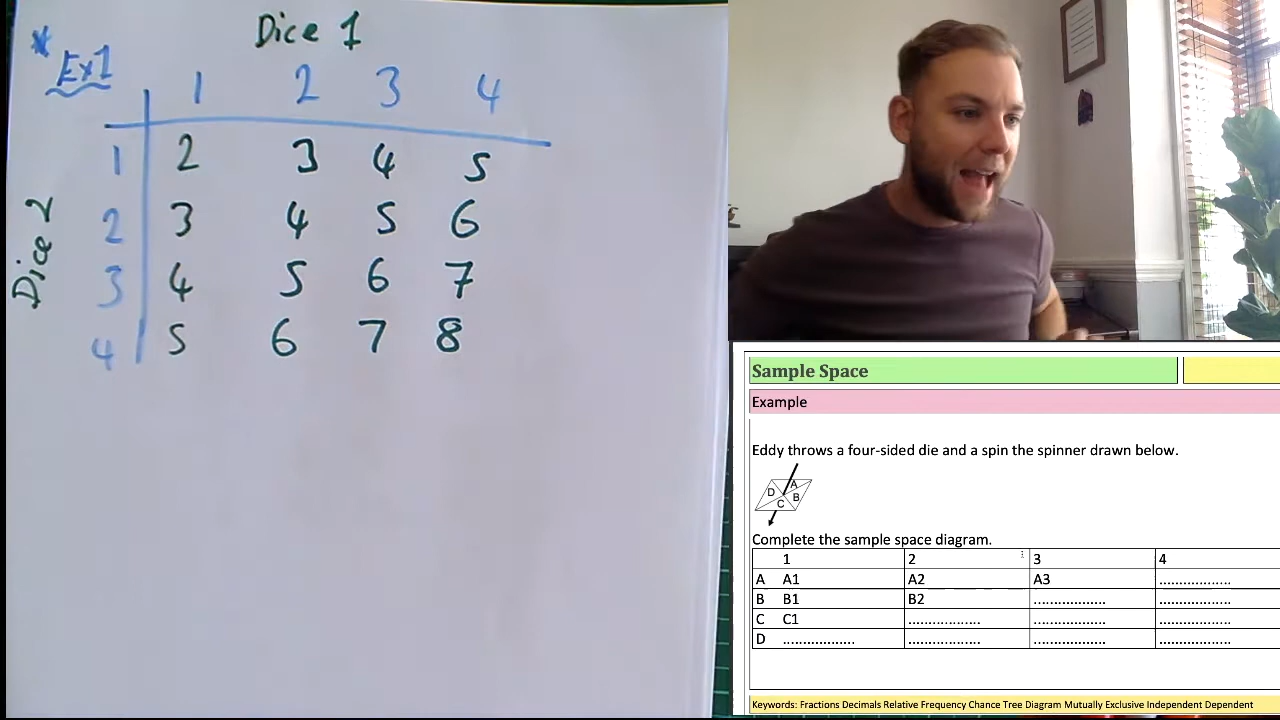 Dice 1
* Ex1
1 2 3 4
1 2 3 4 5
2 3 4 5 6
3 4 5 6 7
4 5 6 7 8
Dice 2
Sample Space
Example
Eddy throws a four-sided die and a spin the spinner drawn below.
D A
C B
Complete the sample space diagram.
1 2 3 4
A A1 A2 A3 ..................
B B1 B2 .................. ..................
C C1 .................. .................. ..................
D .................. .................. .................. ..................
Keywords: Fractions Decimals Relative Frequency Chance Tree Diagram Mutually Exclusive Independent Dependent